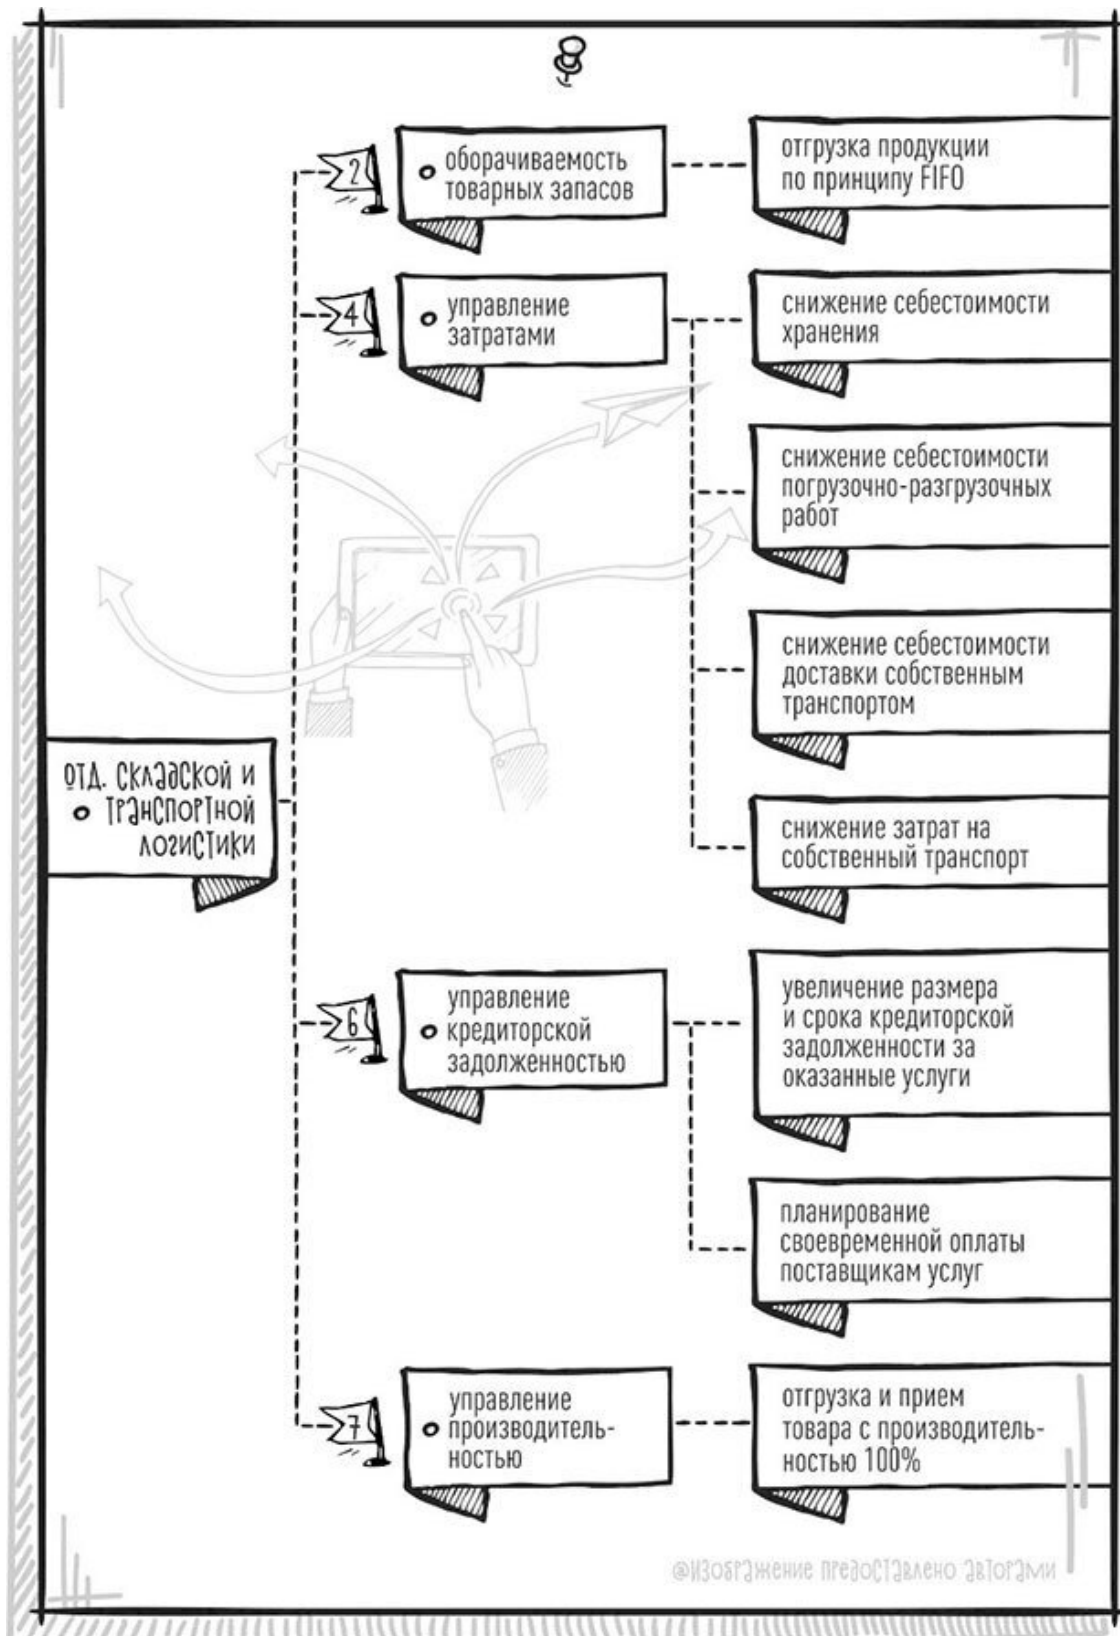 ОТД. СКЛАДСКОЙ И
ТРАНСПОРТНОЙ
ЛОГИСТИКИ
2
оборачиваемость
товарных запасов
отгрузка продукции
по принципу FIFO
4
управление
затратами
снижение себестоимости
хранения
снижение себестоимости
погрузочно-разгрузочных
работ
снижение себестоимости
доставки собственным
транспортом
снижение затрат на
собственный транспорт
6
управление
кредиторской
задолженностью
увеличение размера
и срока кредиторской
задолженности за
оказанные услуги
планирование
своевременной оплаты
поставщикам услуг
7
управление
производитель-
ностью
отгрузка и прием
товара с производитель-
ностью 100%
@изображение предоставлено авторами